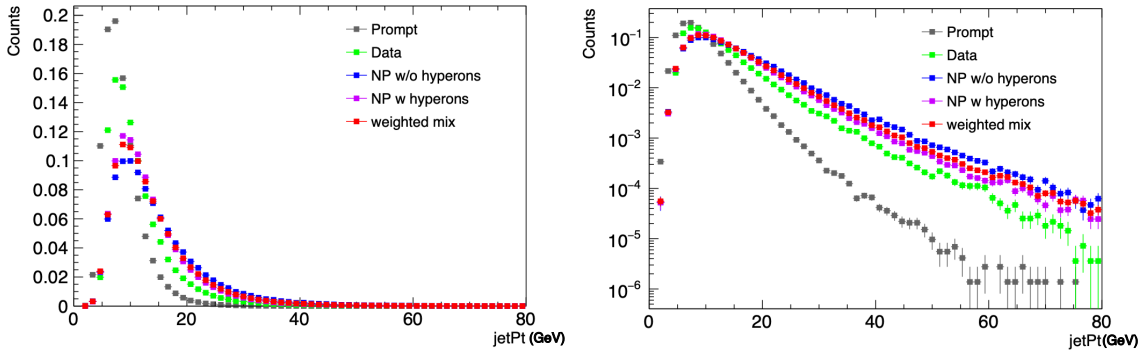 Counts
0.2
0.18
0.16
0.14
0.12
0.1
0.08
0.06
0.04
0.02
0
Prompt
Data
NP w/o hyperons
NP w hyperons
weighted mix
0 20 40 60 80
jetPt (GeV)
Counts
10⁻¹
10⁻²
10⁻³
10⁻⁴
10⁻⁵
10⁻⁶
Prompt
Data
NP w/o hyperons
NP w hyperons
weighted mix
0 20 40 60 80
jetPt(GeV)